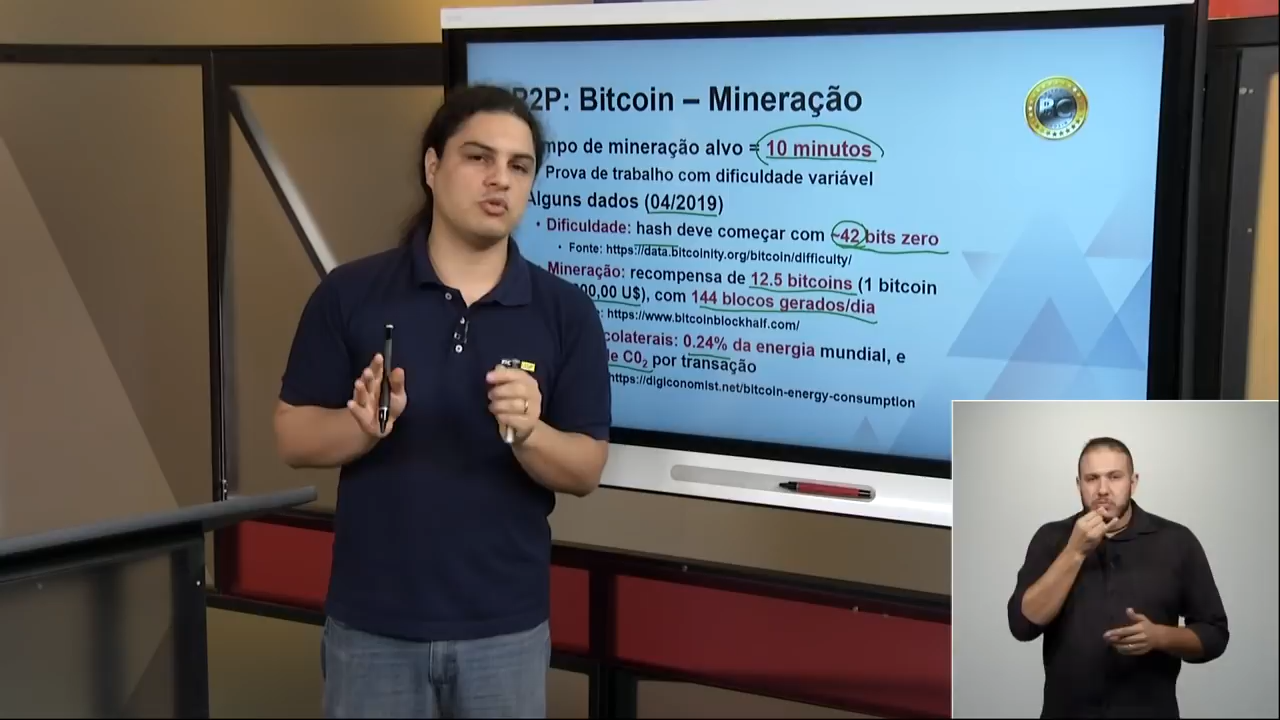 P2P: Bitcoin – Mineração
mpo de mineração alvo = 10 minutos
Prova de trabalho com dificuldade variável
Alguns dados (04/2019)
• Dificuldade: hash deve começar com ~42 bits zero
• Fonte: https://data.bitcoinity.org/bitcoin/difficulty/
Mineração: recompensa de 12.5 bitcoins (1 bitcoin
000,00 U$), com 144 blocos gerados/dia
: https://www.bitcoinblockhalf.com/
colaterais: 0.24% da energia mundial, e
de C0₂ por transação
https://digiconomist.net/bitcoin-energy-consumption